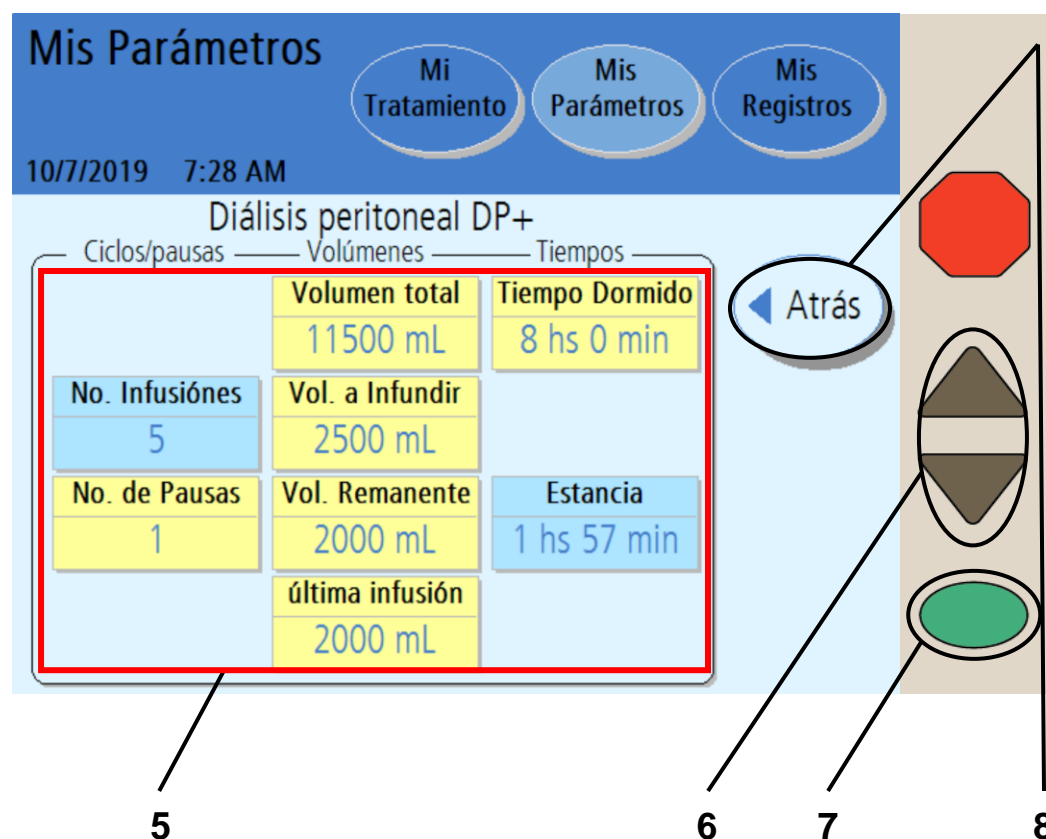 Mis Parámetros
Mi
Tratamiento
Mis
Parámetros
Mis
Registros
10/7/2019 7:28 AM
Diálisis peritoneal DP+
Ciclos/pausas
Volúmenes
Tiempos
Volumen total
11500 mL
Tiempo Dormido
8 hs 0 min
Atrás
No. Infusiónes
5
Vol. a Infundir
2500 mL
No. de Pausas
1
Vol. Remanente
2000 mL
Estancia
1 hs 57 min
última infusión
2000 mL
5 6 7 8